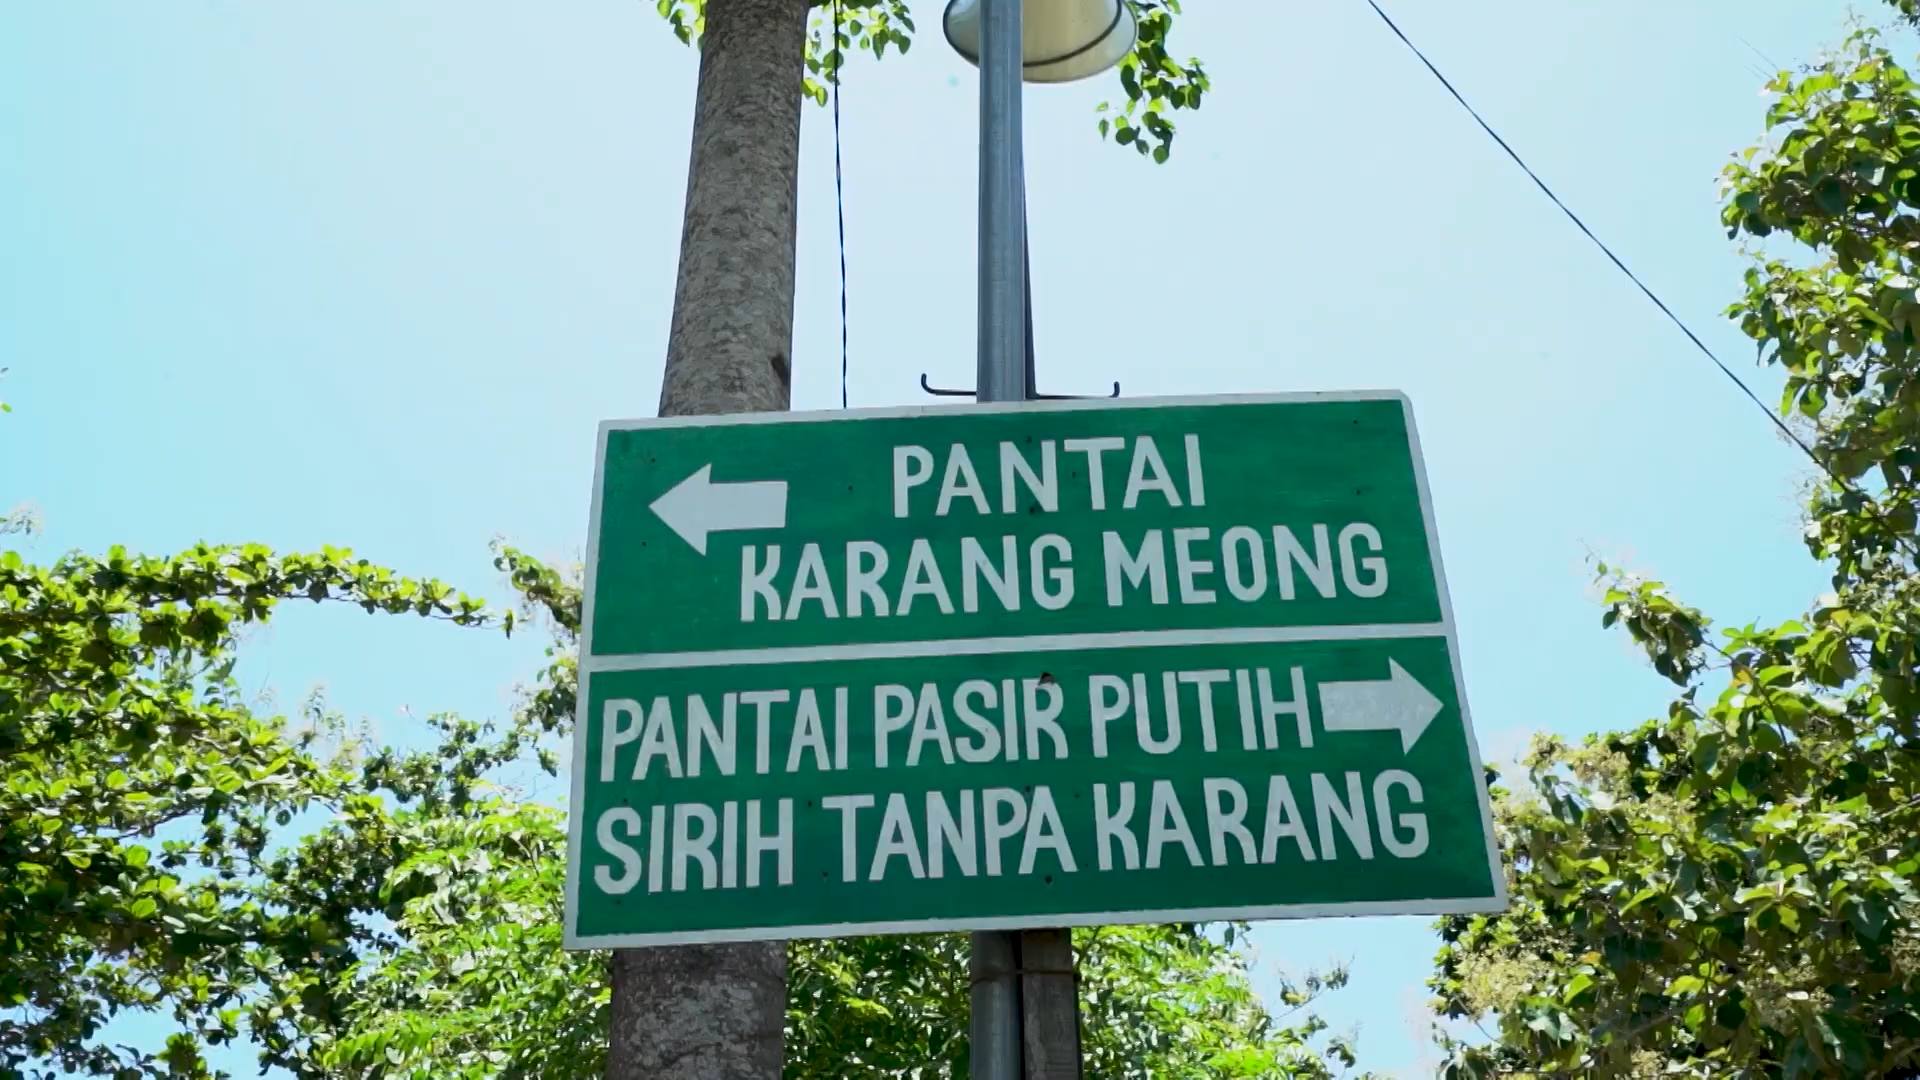 PANTAI
KARANG MEONG
PANTAI PASIR PUTIH
SIRIH TANPA KARANG